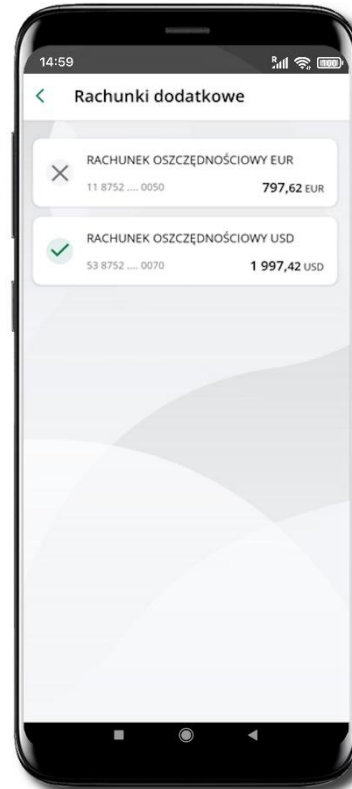 14:59
R
100
Rachunki dodatkowe
RACHUNEK OSZCZĘDNOŚCIOWY EUR
11 8752 .... 0050 797,62 EUR
RACHUNEK OSZCZĘDNOŚCIOWY USD
53 8752 .... 0070 1 997,42 USD